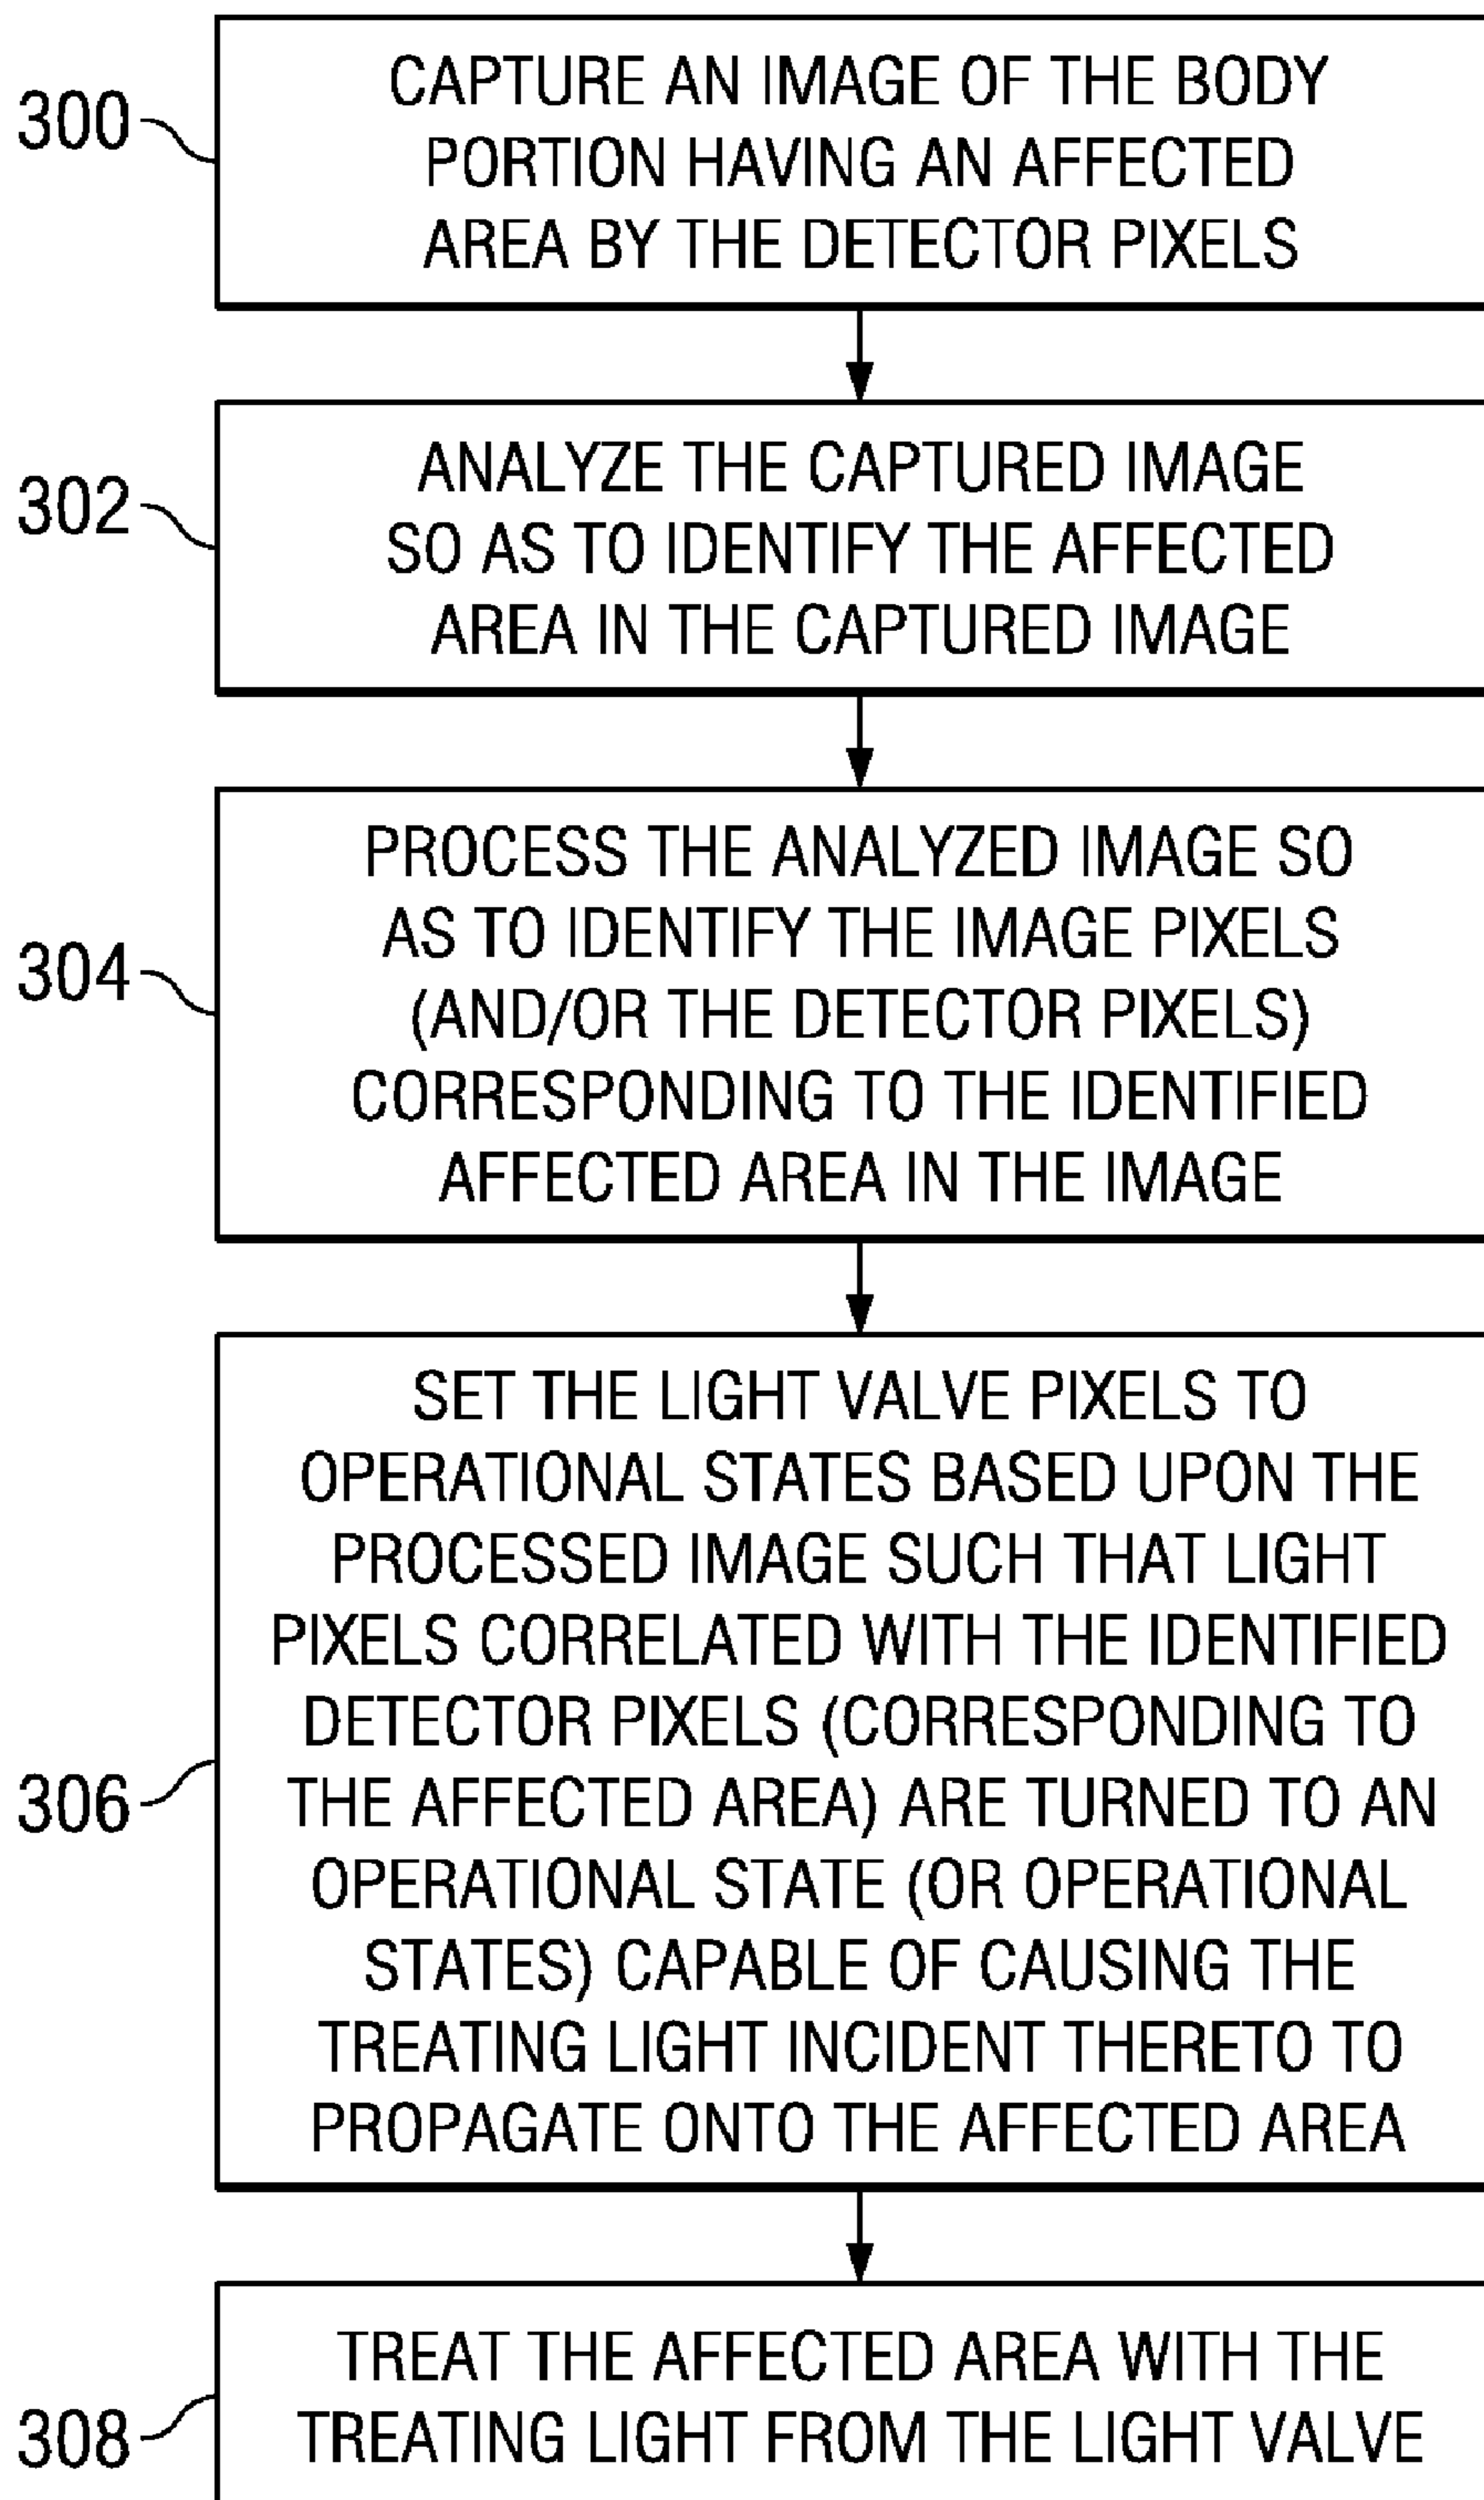 300
CAPTURE AN IMAGE OF THE BODY
PORTION HAVING AN AFFECTED
AREA BY THE DETECTOR PIXELS
302
ANALYZE THE CAPTURED IMAGE
SO AS TO IDENTIFY THE AFFECTED
AREA IN THE CAPTURED IMAGE
304
PROCESS THE ANALYZED IMAGE SO
AS TO IDENTIFY THE IMAGE PIXELS
(AND/OR THE DETECTOR PIXELS)
CORRESPONDING TO THE IDENTIFIED
AFFECTED AREA IN THE IMAGE
306
SET THE LIGHT VALVE PIXELS TO
OPERATIONAL STATES BASED UPON THE
PROCESSED IMAGE SUCH THAT LIGHT
PIXELS CORRELATED WITH THE IDENTIFIED
DETECTOR PIXELS (CORRESPONDING TO
THE AFFECTED AREA) ARE TURNED TO AN
OPERATIONAL STATE (OR OPERATIONAL
STATES) CAPABLE OF CAUSING THE
TREATING LIGHT INCIDENT THERETO TO
PROPAGATE ONTO THE AFFECTED AREA
308
TREAT THE AFFECTED AREA WITH THE
TREATING LIGHT FROM THE LIGHT VALVE